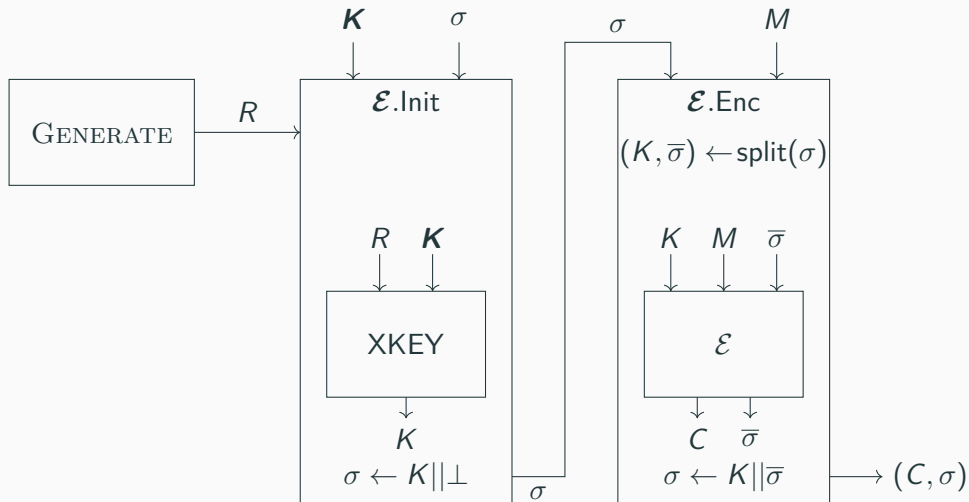 K σ
GENERATE
R
ℰ.Init
R K
XKEY
K
σ ← K||⊥
σ
σ M
ℰ.Enc
(K, σ̅) ← split(σ)
K M σ̅
ℰ
C σ̅
σ ← K||σ̅
(C, σ)